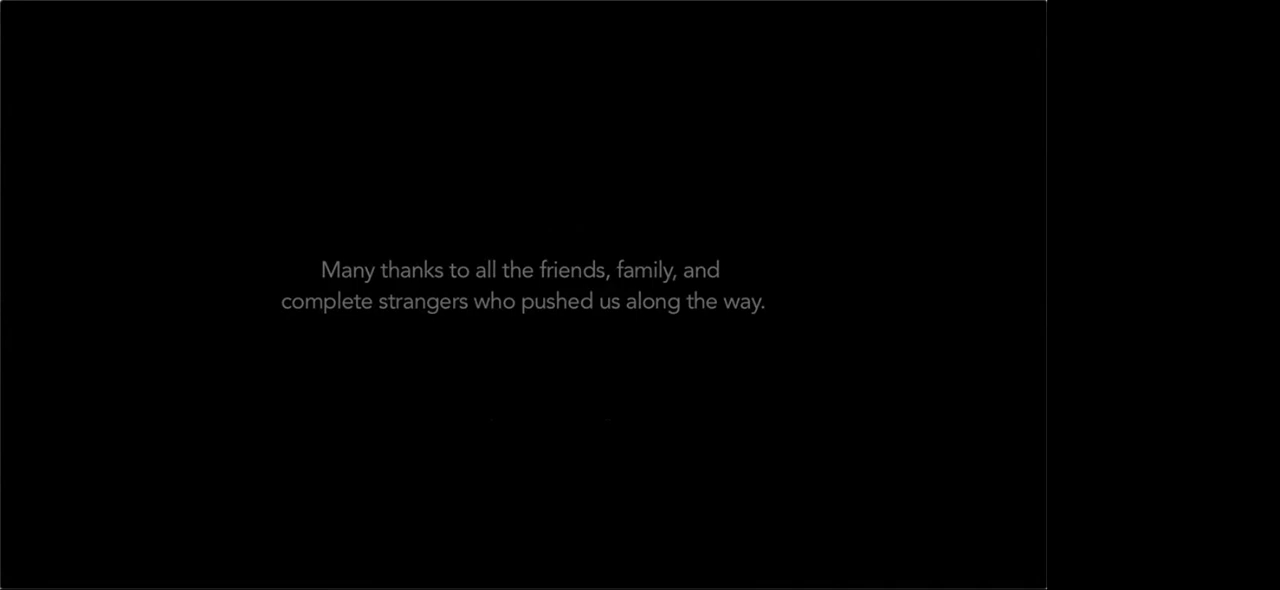 Many thanks to all the friends, family, and
complete strangers who pushed us along the way.